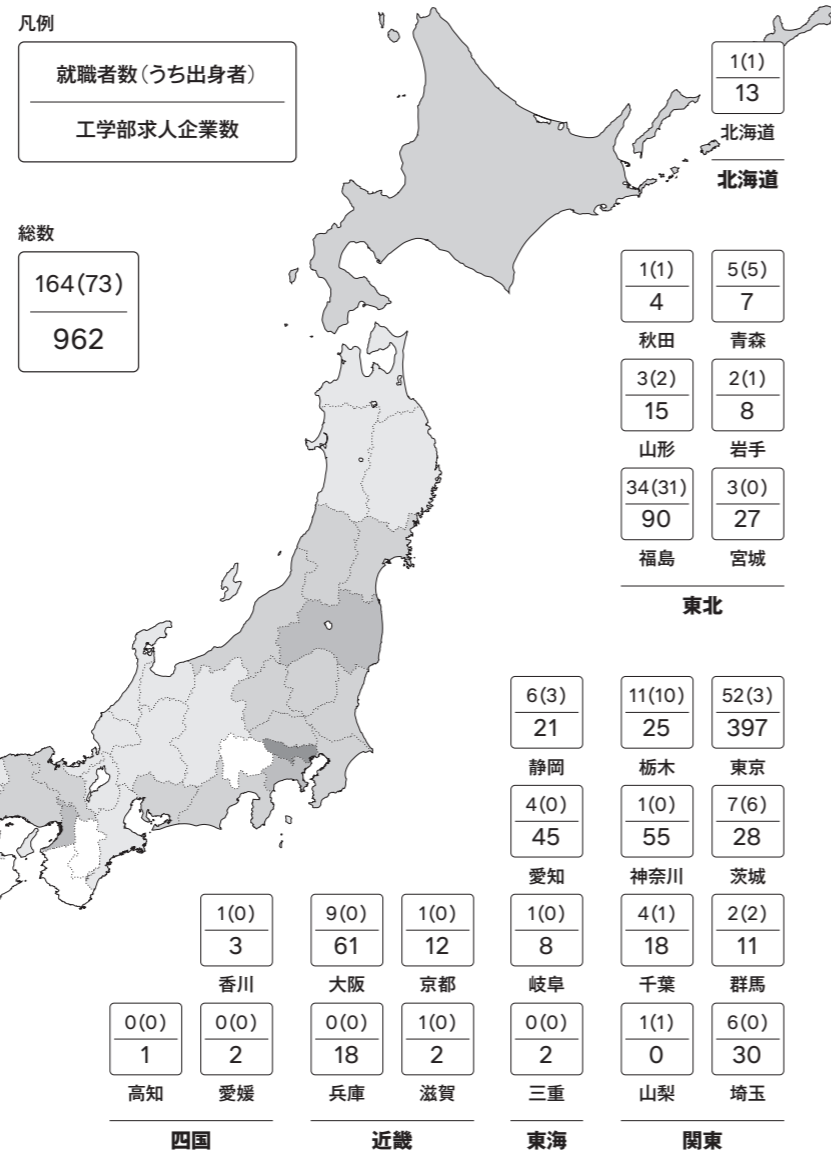 凡例
就職者数(うち出身者)
工学部求人企業数
総数
164(73)
962
1(1)
13
北海道
北海道
1(1) 5(5)
4 7
秋田 青森
3(2) 2(1)
15 8
山形 岩手
34(31) 3(0)
90 27
福島 宮城
東北
6(3) 11(10) 52(3)
21 25 397
静岡 栃木 東京
4(0) 1(0) 7(6)
45 55 28
愛知 神奈川 茨城
1(0) 9(0) 1(0) 1(0) 4(1) 2(2)
3 61 12 8 18 11
香川 大阪 京都 岐阜 千葉 群馬
0(0) 0(0) 0(0) 1(0) 0(0) 1(1) 6(0)
1 2 18 2 2 0 30
高知 愛媛 兵庫 滋賀 三重 山梨 埼玉
四国 近畿 東海 関東